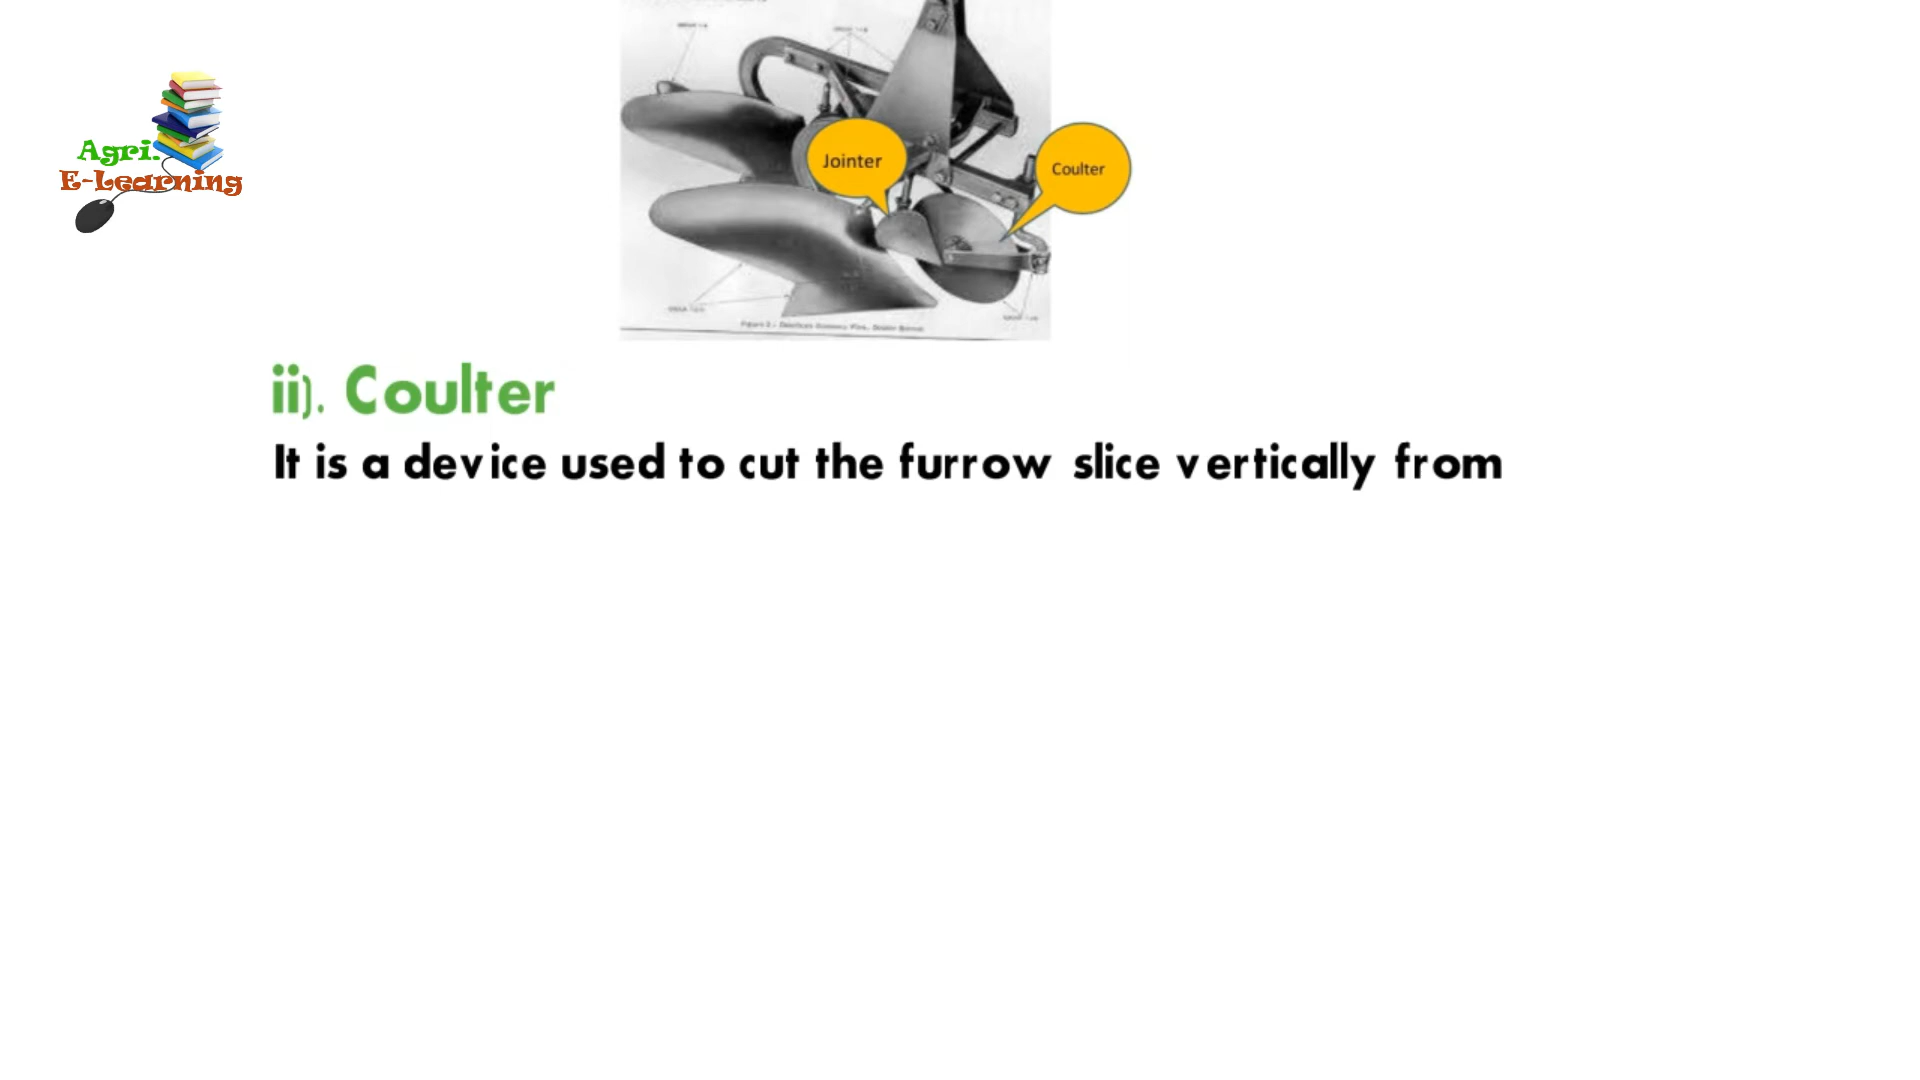 Agri.
E-Learning
Jointer
Coulter
ii). Coulter
It is a device used to cut the furrow slice vertically from